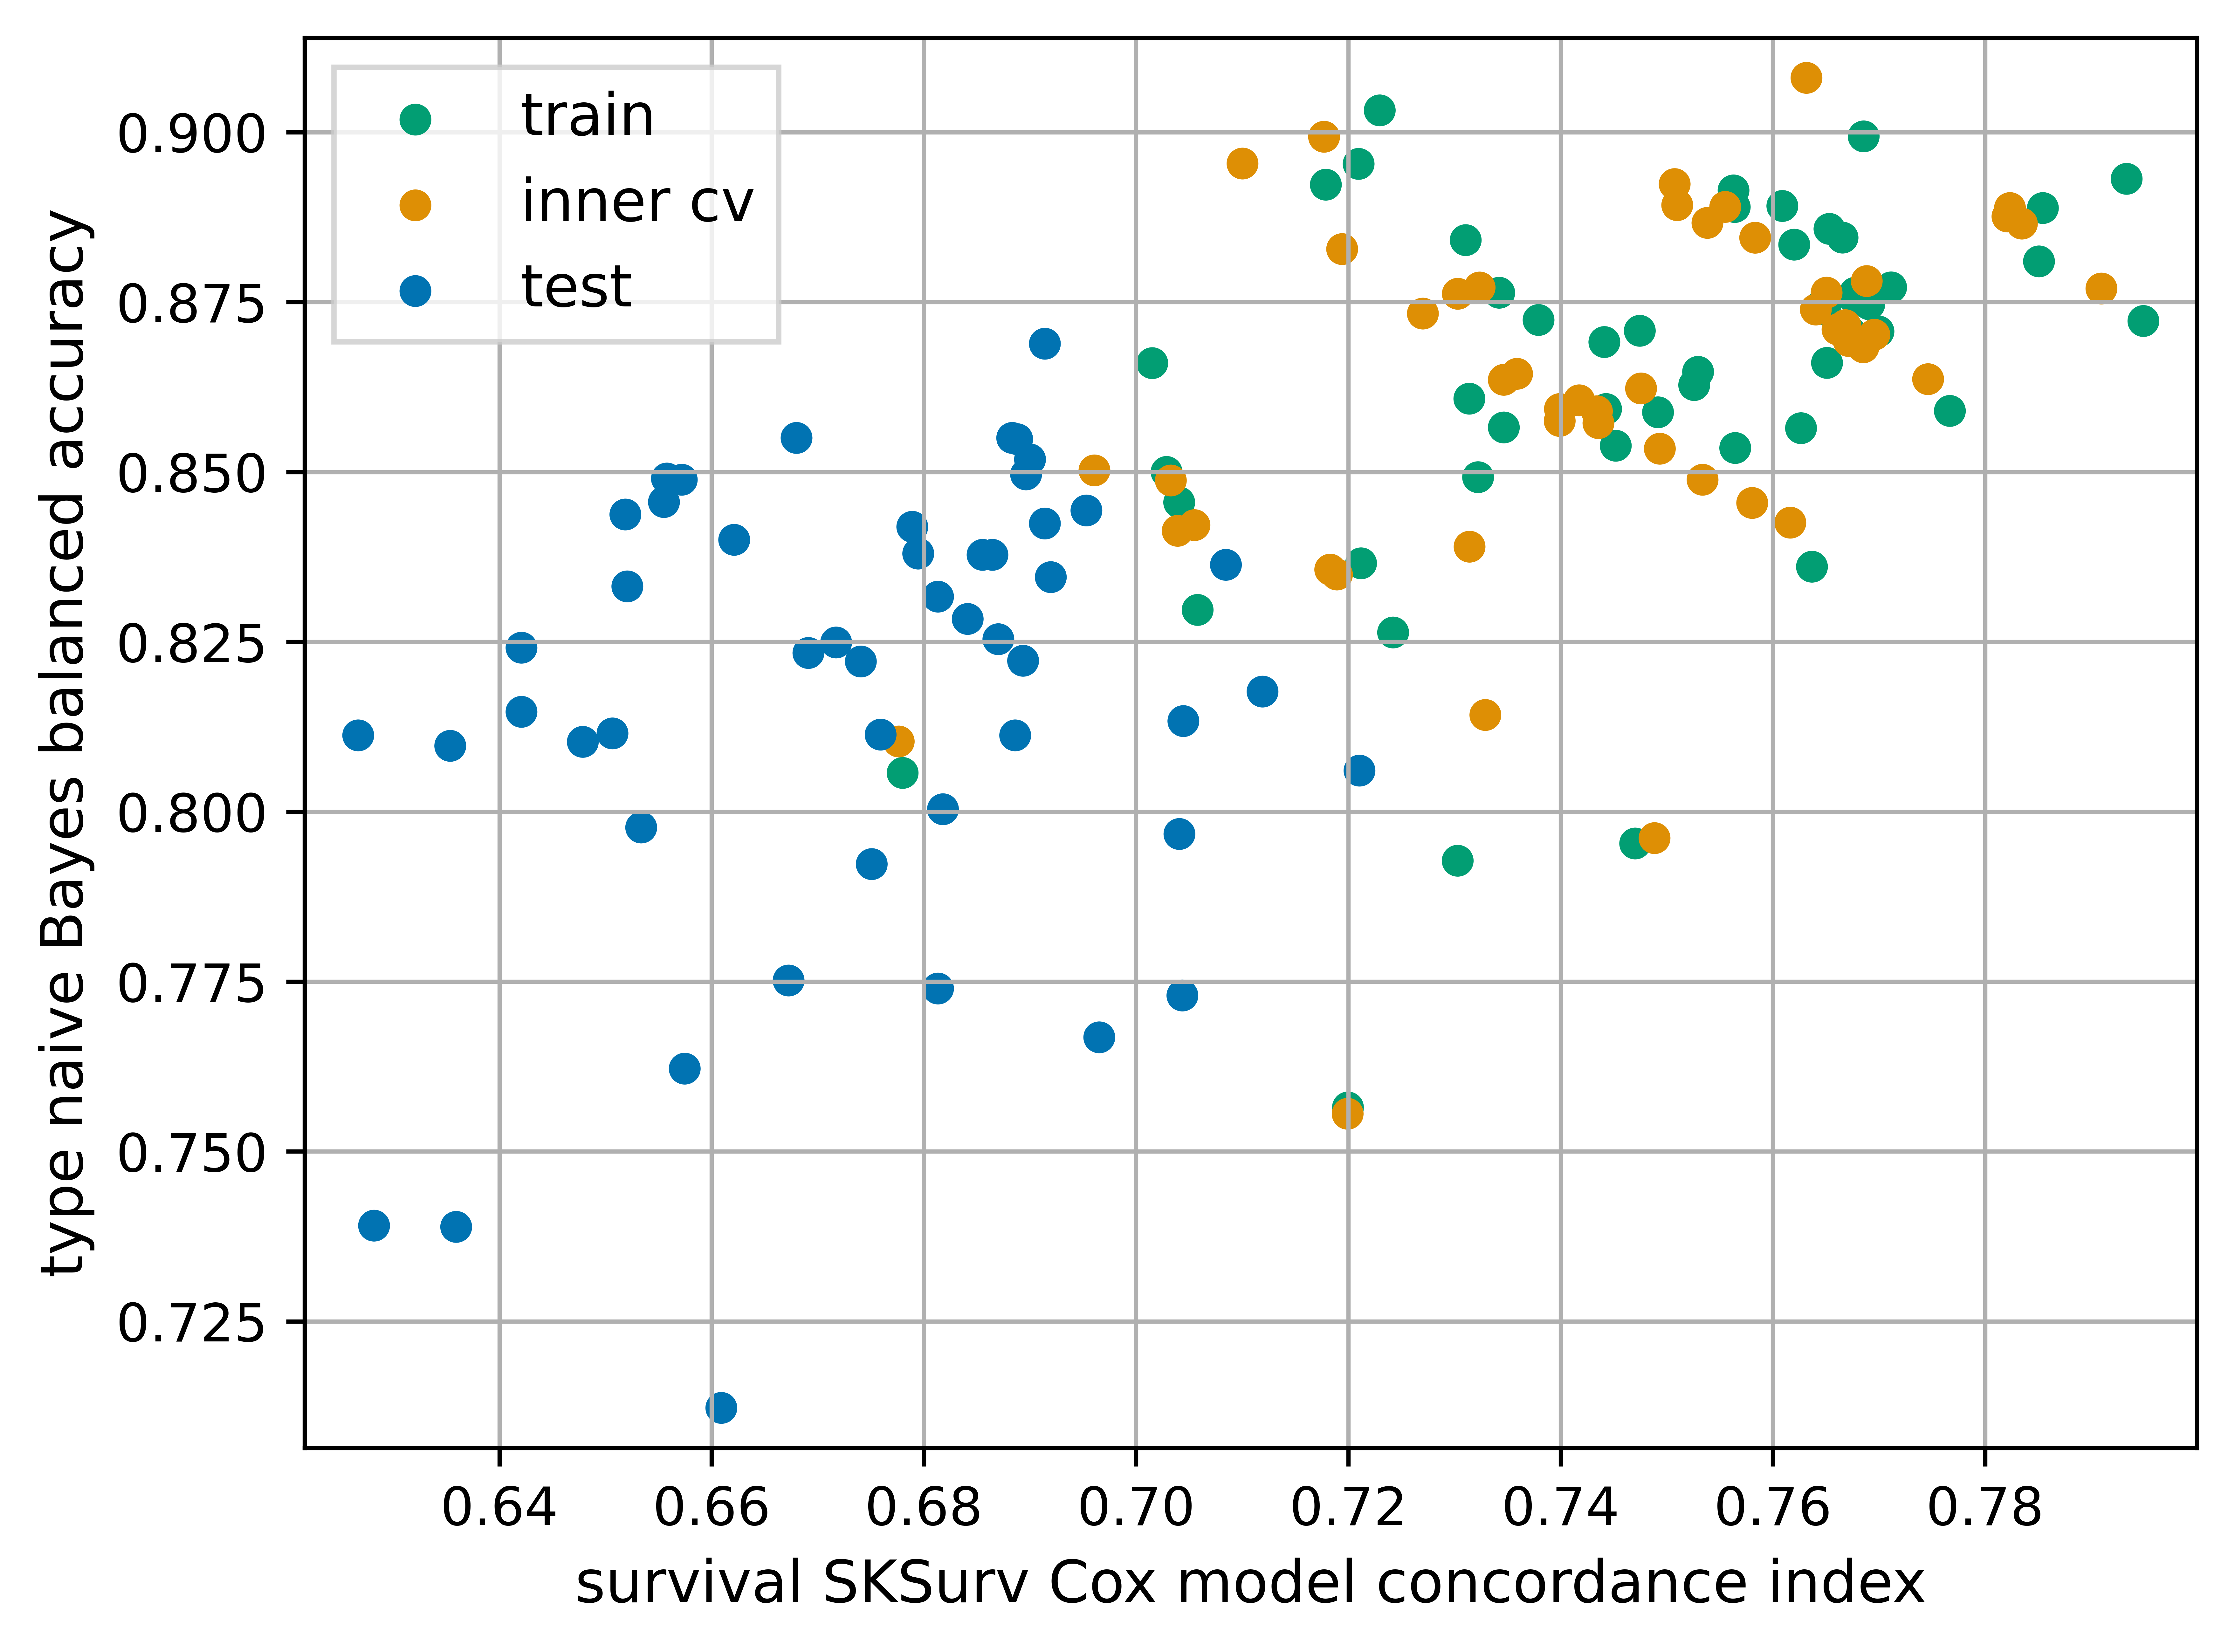 train
inner cv
test
0.900
0.875
0.850
0.825
0.800
0.775
0.750
0.725
type naive Bayes balanced accuracy
0.64 0.66 0.68 0.70 0.72 0.74 0.76 0.78
survival SKSurv Cox model concordance index